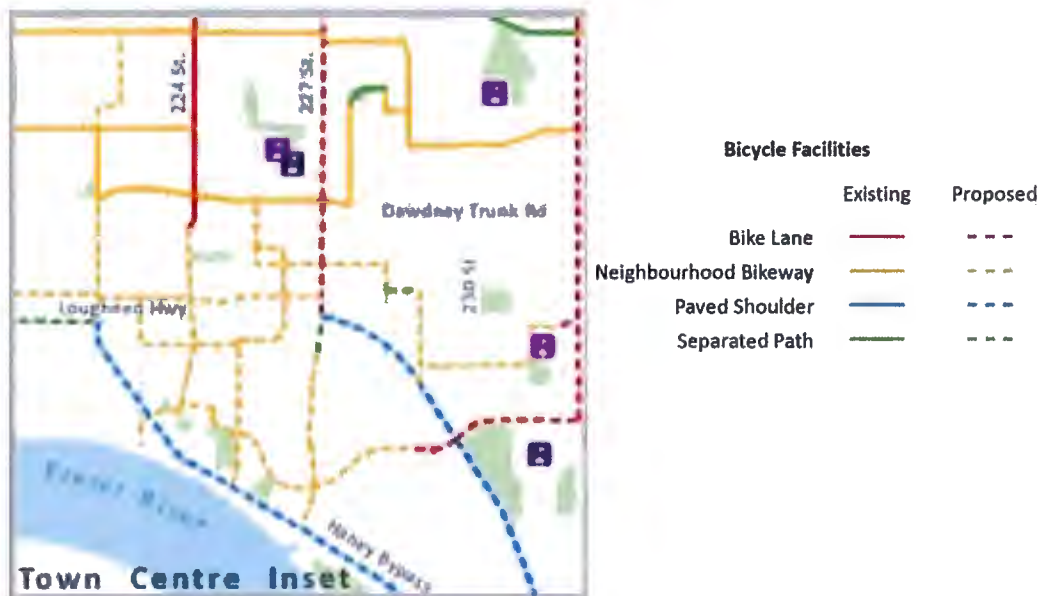 224 St.
227 St.
Dewdney Trunk Rd
230 St
Lougheed Hwy
Fraser River
Haney Bypass
Town Centre Inset
Bicycle Facilities
Existing Proposed
Bike Lane
Neighbourhood Bikeway
Paved Shoulder
Separated Path